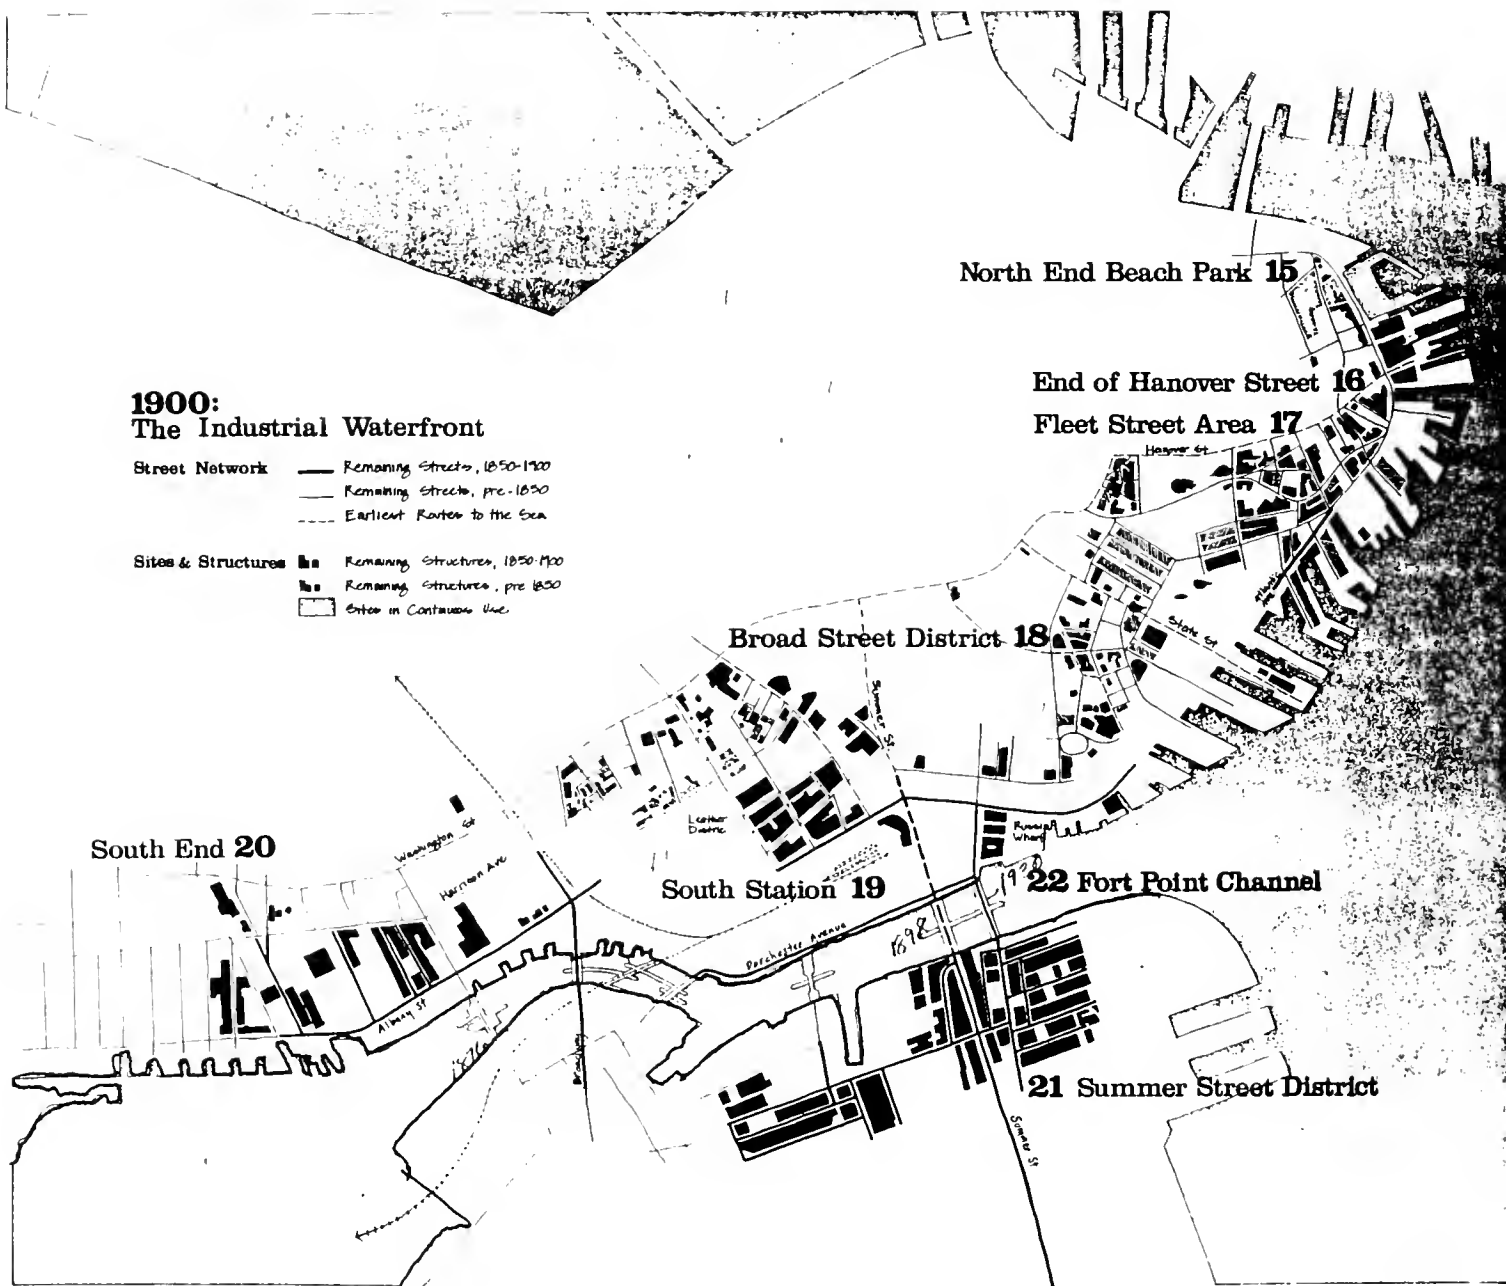 North End Beach Park 15
End of Hanover Street 16
Fleet Street Area 17
Hanover St
1900:
The Industrial Waterfront
Street Network
Remaining Streets, 1850-1900
Remaining Streets, pre-1850
Earliest Routes to the Sea
Sites & Structures
Remaining Structures, 1850-1900
Remaining Structures, pre 1850
Sites in Continuous Use
State St
Broad Street District 18
Summer St
Leather
District
Russia
Wharf
Washington St
South End 20
Harrison Ave
South Station 19
22 Fort Point Channel
Dorchester Avenue
1898
Albany St
Broadway
21 Summer Street District
Summer St